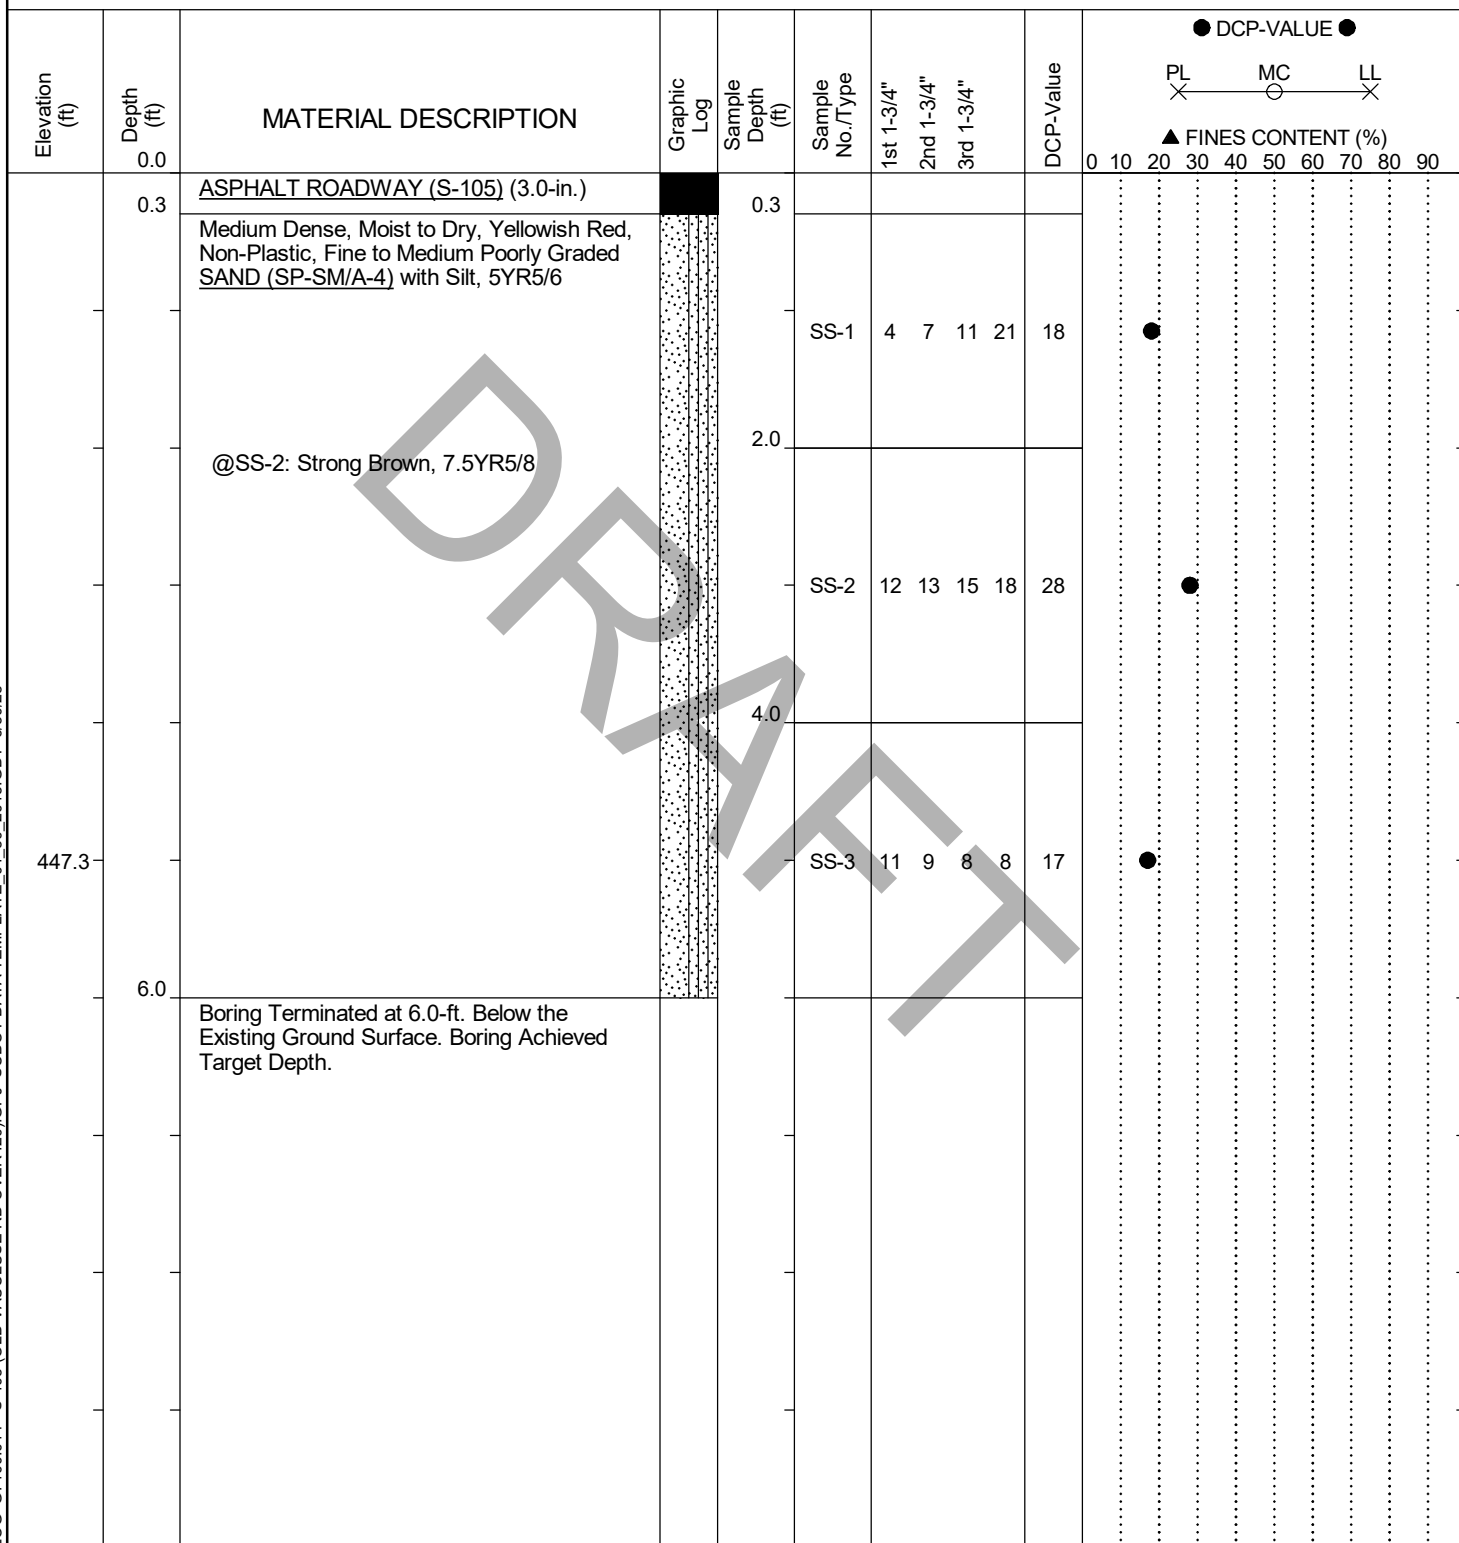 ● DCP-VALUE ●
PL MC LL
▲ FINES CONTENT (%)
0 10 20 30 40 50 60 70 80 90
Elevation
(ft)
Depth
(ft)
0.0
MATERIAL DESCRIPTION
Graphic
Log
Sample
Depth
(ft)
Sample
No./Type
1st 1-3/4"
2nd 1-3/4"
3rd 1-3/4"
DCP-Value
ASPHALT ROADWAY (S-105) (3.0-in.)
0.3 0.3
Medium Dense, Moist to Dry, Yellowish Red,
Non-Plastic, Fine to Medium Poorly Graded
SAND (SP-SM/A-4) with Silt, 5YR5/6
SS-1 4 7 11 21 18
2.0
@SS-2: Strong Brown, 7.5YR5/8
SS-2 12 13 15 18 28
4.0
447.3 SS-3 11 9 8 8 17
6.0
Boring Terminated at 6.0-ft. Below the
Existing Ground Surface. Boring Achieved
Target Depth.
DRAFT